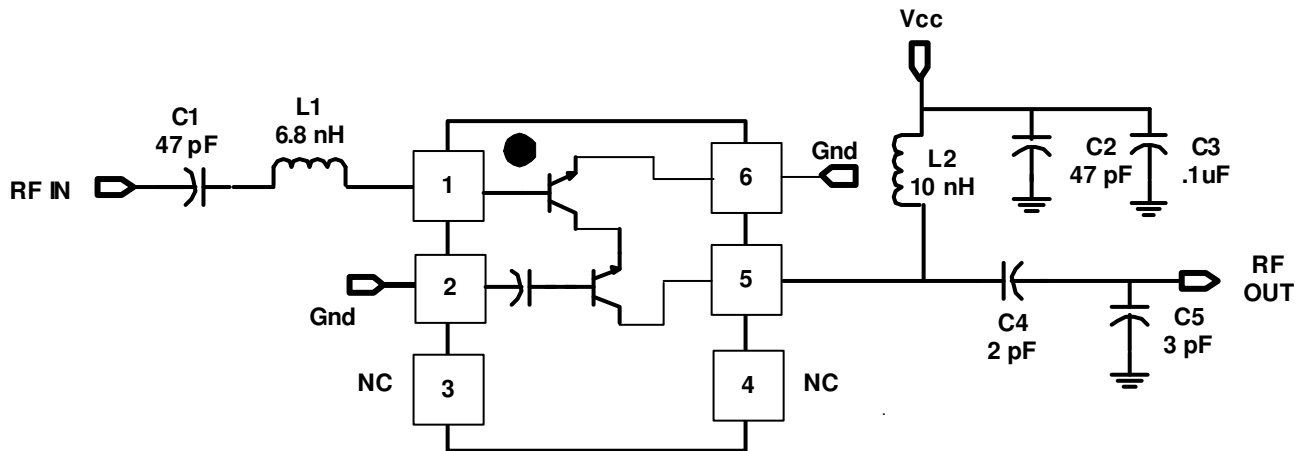 Vcc
C1
47 pF
L1
6.8 nH
RF IN
1
6
Gnd
L2
10 nH
C2
47 pF
C3
.1uF
2
Gnd
5
RF
OUT
C4
2 pF
C5
3 pF
NC
3
4
NC